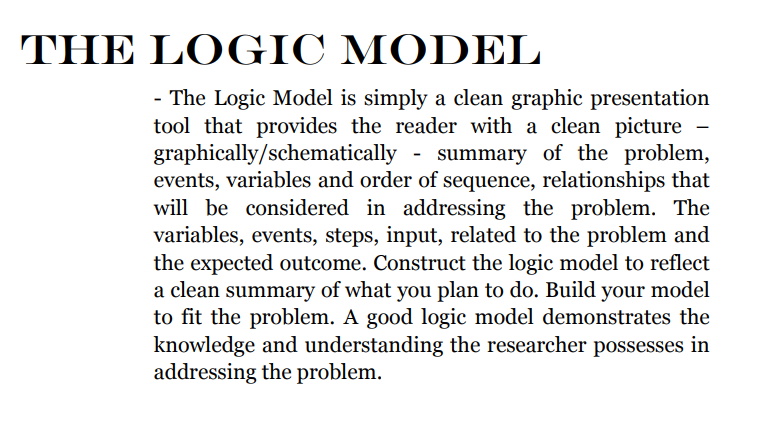 THE LOGIC MODEL
- The Logic Model is simply a clean graphic presentation
tool that provides the reader with a clean picture –
graphically/schematically - summary of the problem,
events, variables and order of sequence, relationships that
will be considered in addressing the problem. The
variables, events, steps, input, related to the problem and
the expected outcome. Construct the logic model to reflect
a clean summary of what you plan to do. Build your model
to fit the problem. A good logic model demonstrates the
knowledge and understanding the researcher possesses in
addressing the problem.